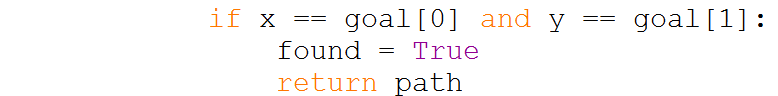 if x == goal[0] and y == goal[1]:
    found = True
    return path